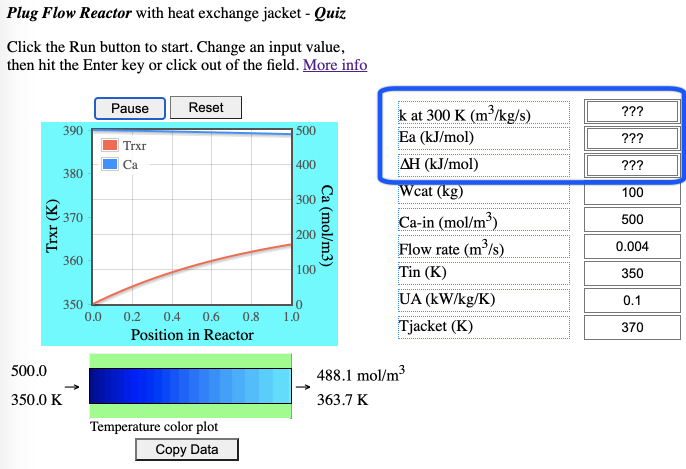 Plug Flow Reactor with heat exchange jacket - Quiz
Click the Run button to start. Change an input value,
then hit the Enter key or click out of the field. More info
Pause Reset
390 500
Trxr
Ca
380 400
300
370
200
360
100
350 0
Trxr (K)
Ca (mol/m3)
0.0 0.2 0.4 0.6 0.8 1.0
Position in Reactor
k at 300 K (m³/kg/s) ???
Ea (kJ/mol) ???
ΔH (kJ/mol) ???
Wcat (kg) 100
Ca-in (mol/m³) 500
Flow rate (m³/s) 0.004
Tin (K) 350
UA (kW/kg/K) 0.1
Tjacket (K) 370
500.0 → 488.1 mol/m³
350.0 K → 363.7 K
Temperature color plot
Copy Data